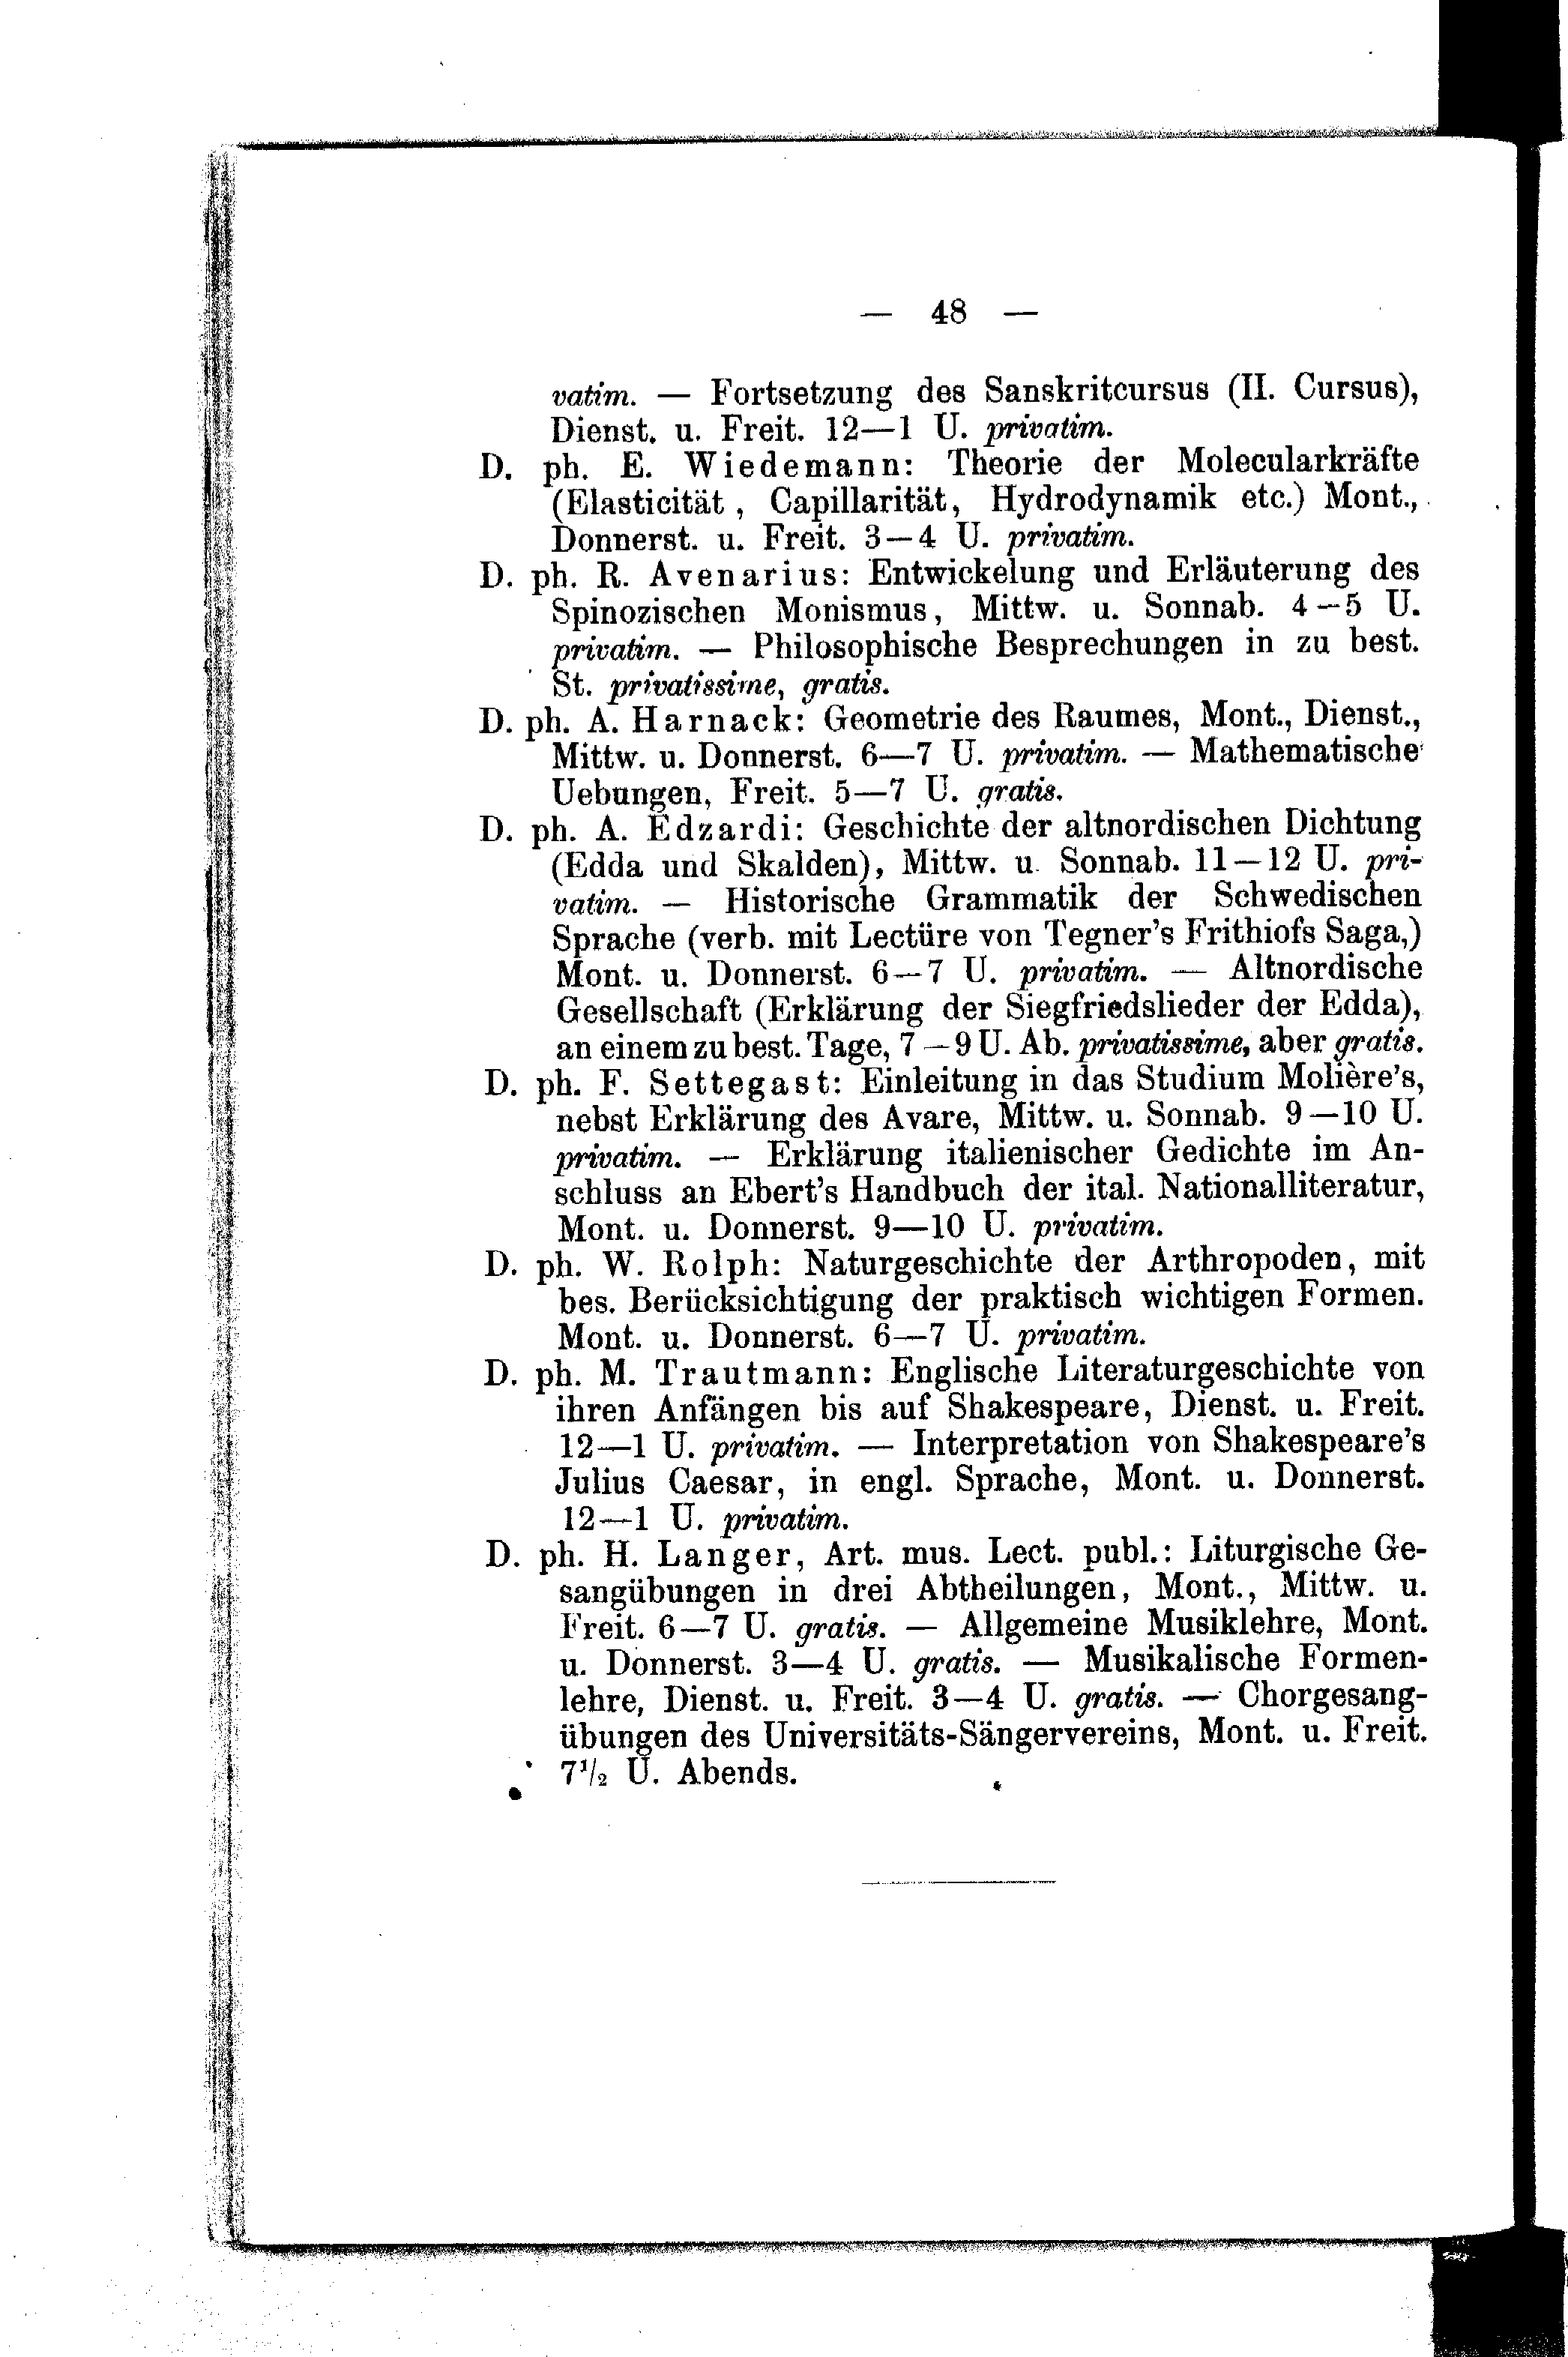 — 48 —
vatim. — Fortsetzung des Sanskritcursus (II. Cursus),
Dienst. u. Freit. 12—1 U. privatim.
D. ph. E. Wiedemann: Theorie der Molecularkräfte
(Elasticität, Capillarität, Hydrodynamik etc.) Mont.,
Donnerst. u. Freit. 3—4 U. privatim.
D. ph. R. Avenarius: Entwickelung und Erläuterung des
Spinozischen Monismus, Mittw. u. Sonnab. 4—5 U.
privatim. — Philosophische Besprechungen in zu best.
St. privatissime, gratis.
D. ph. A. Harnack: Geometrie des Raumes, Mont., Dienst.,
Mittw. u. Donnerst. 6—7 U. privatim. — Mathematische
Uebungen, Freit. 5—7 U. gratis.
D. ph. A. Edzardi: Geschichte der altnordischen Dichtung
(Edda und Skalden), Mittw. u. Sonnab. 11—12 U. pri-
vatim. — Historische Grammatik der Schwedischen
Sprache (verb. mit Lectüre von Tegner's Frithiofs Saga,)
Mont. u. Donnerst. 6—7 U. privatim. — Altnordische
Gesellschaft (Erklärung der Siegfriedslieder der Edda),
an einem zu best. Tage, 7—9 U. Ab. privatissime, aber gratis.
D. ph. F. Settegast: Einleitung in das Studium Molière's,
nebst Erklärung des Avare, Mittw. u. Sonnab. 9—10 U.
privatim. — Erklärung italienischer Gedichte im An-
schluss an Ebert's Handbuch der ital. Nationalliteratur,
Mont. u. Donnerst. 9—10 U. privatim.
D. ph. W. Rolph: Naturgeschichte der Arthropoden, mit
bes. Berücksichtigung der praktisch wichtigen Formen.
Mont. u. Donnerst. 6—7 U. privatim.
D. ph. M. Trautmann: Englische Literaturgeschichte von
ihren Anfängen bis auf Shakespeare, Dienst. u. Freit.
12—1 U. privatim. — Interpretation von Shakespeare's
Julius Caesar, in engl. Sprache, Mont. u. Donnerst.
12—1 U. privatim.
D. ph. H. Langer, Art. mus. Lect. publ.: Liturgische Ge-
sangübungen in drei Abtheilungen, Mont., Mittw. u.
Freit. 6—7 U. gratis. — Allgemeine Musiklehre, Mont.
u. Donnerst. 3—4 U. gratis. — Musikalische Formen-
lehre, Dienst. u. Freit. 3—4 U. gratis. — Chorgesang-
übungen des Universitäts-Sängervereins, Mont. u. Freit.
7¹/₂ U. Abends.